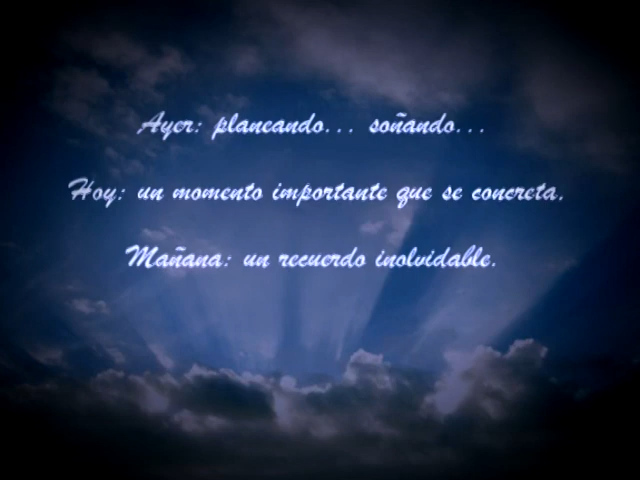 Ayer: planeando... soñando...
Hoy: un momento importante que se concreta.
Mañana: un recuerdo inolvidable.